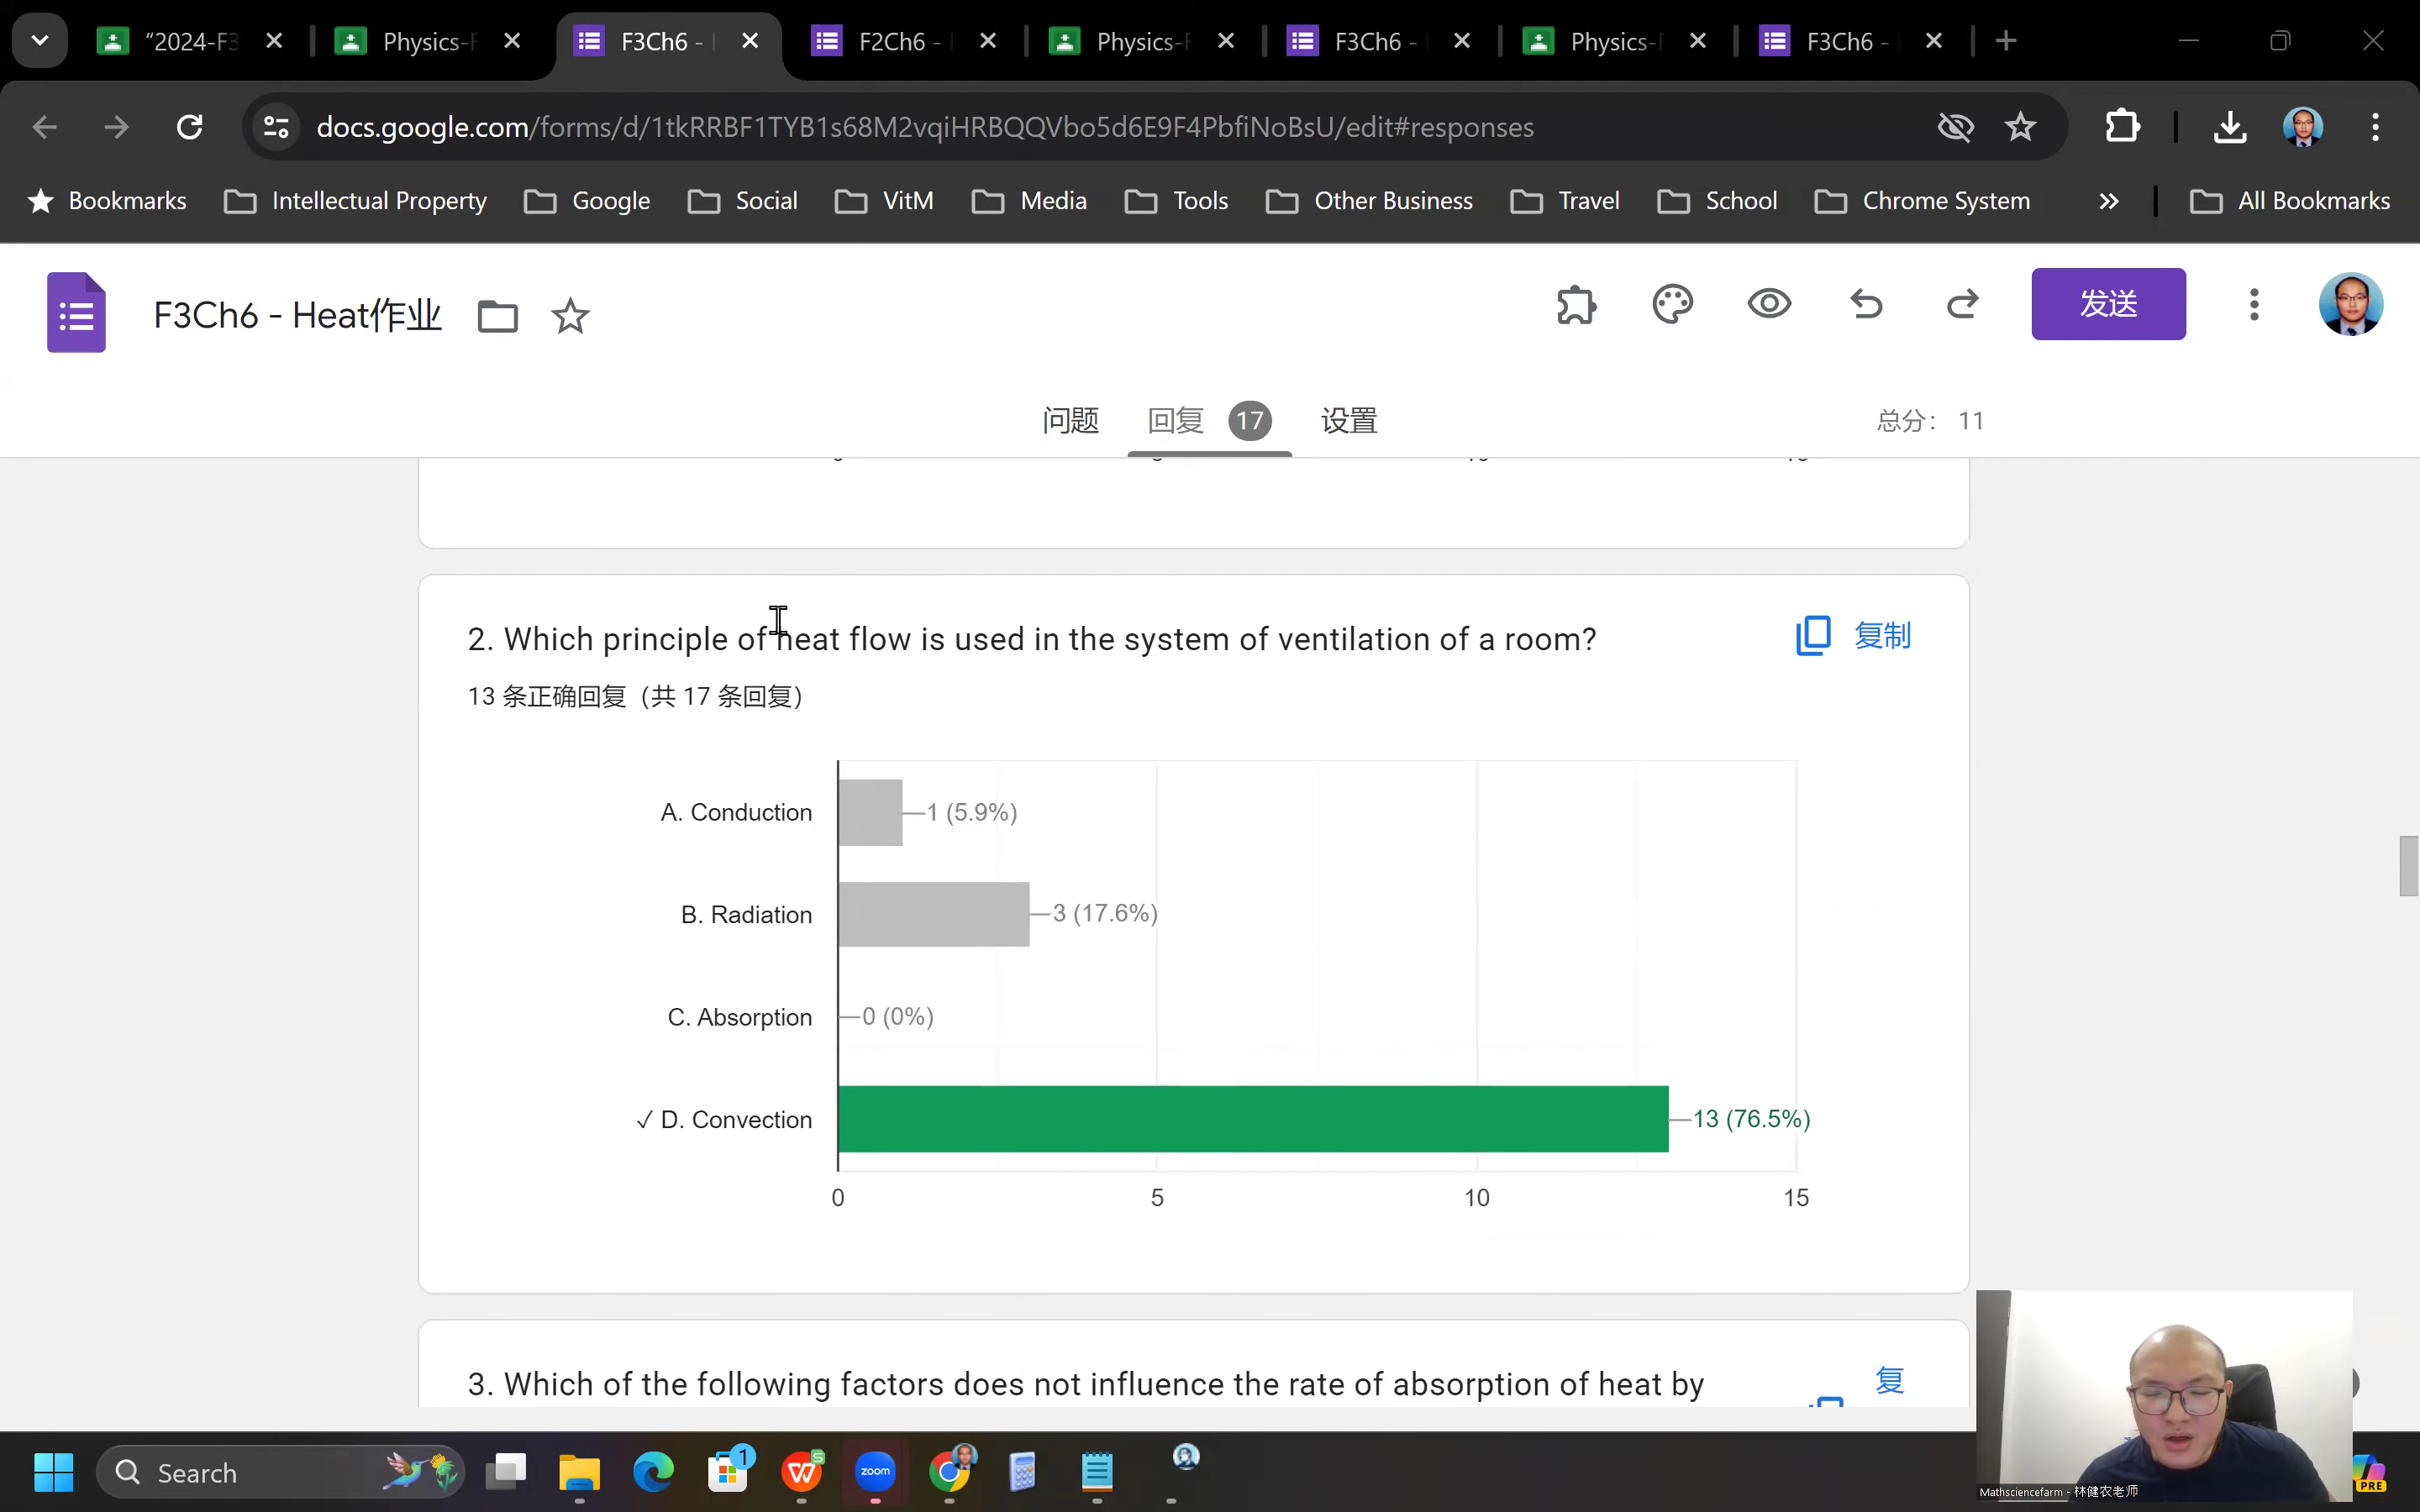 “2024-F3
Physics-F
F3Ch6 -
F2Ch6 -
Physics-F
F3Ch6 -
Physics-F
F3Ch6 -
docs.google.com/forms/d/1tkRRBF1TYB1s68M2vqiHRBQQVbo5d6E9F4PbfiNoBsU/edit#responses
Bookmarks
Intellectual Property
Google
Social
VitM
Media
Tools
Other Business
Travel
School
Chrome System
All Bookmarks
F3Ch6 - Heat作业
发送
问题
回复 17
设置
总分： 11
2. Which principle of heat flow is used in the system of ventilation of a room?
复制
13 条正确回复（共 17 条回复）
A. Conduction
1 (5.9%)
B. Radiation
3 (17.6%)
C. Absorption
0 (0%)
✓ D. Convection
13 (76.5%)
0 5 10 15
3. Which of the following factors does not influence the rate of absorption of heat by
复
Search
1
zoom
PRE
Mathsciencefarm - 林健农老师